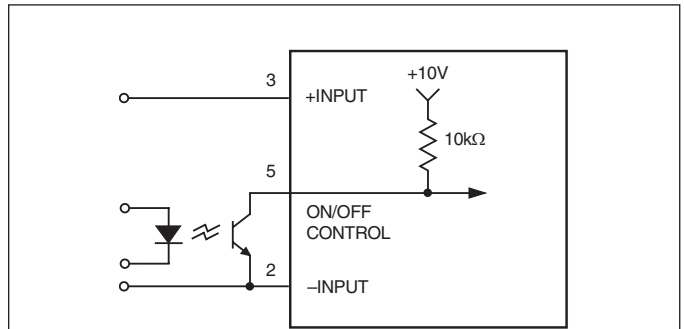 3
+INPUT
+10V
10kΩ
5
ON/OFF
CONTROL
2
–INPUT